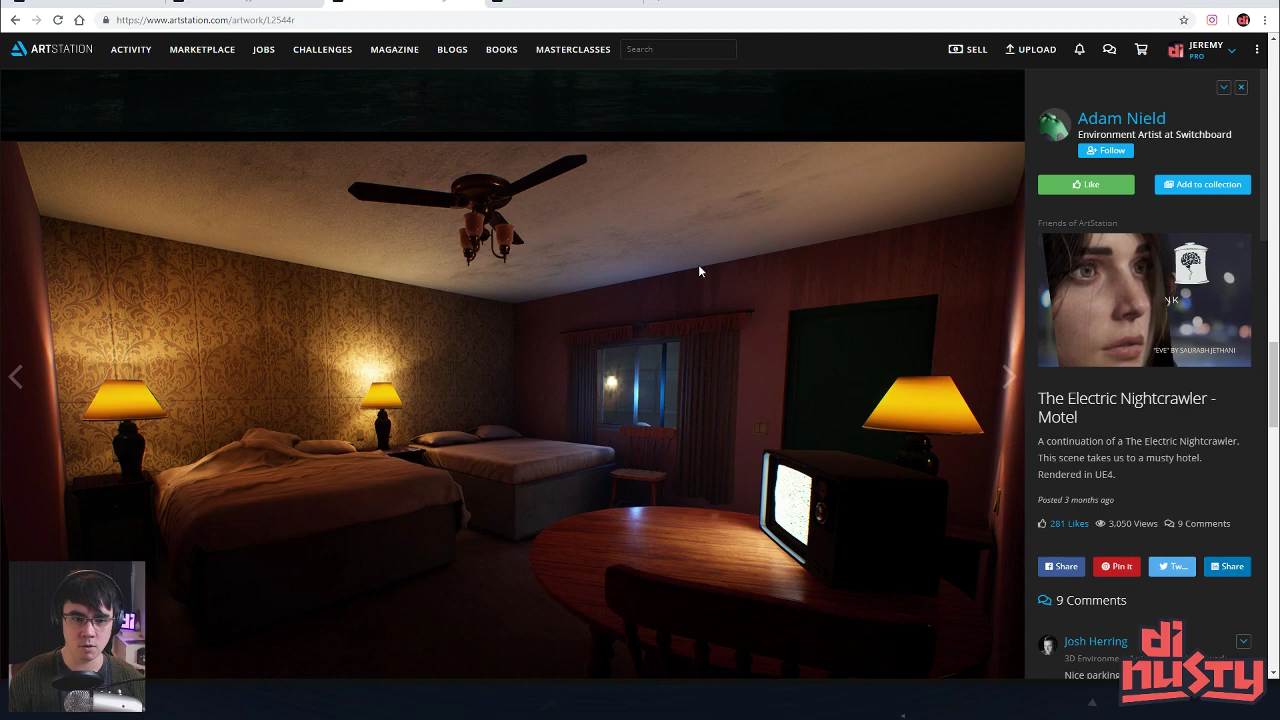 https://www.artstation.com/artwork/L2544r
ARTSTATION ACTIVITY MARKETPLACE JOBS CHALLENGES MAGAZINE BLOGS BOOKS MASTERCLASSES Search SELL UPLOAD JEREMY
PRO
Adam Nield
Environment Artist at Switchboard
Follow
Like Add to collection
Friends of ArtStation
NK
"EVE" BY SAURABH JETHANI
The Electric Nightcrawler -
Motel
A continuation of a The Electric Nightcrawler.
This scene takes us to a musty hotel.
Rendered in UE4.
Posted 3 months ago
281 Likes 3,050 Views 9 Comments
Share Pin it Tw... Share
9 Comments
Josh Herring
3D Environme
Nice parking
di
nusty